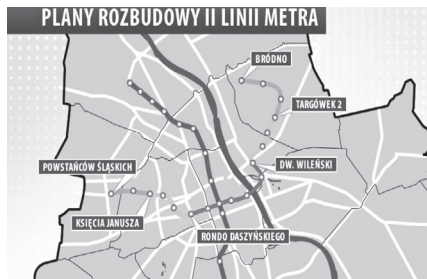 PLANY ROZBUDOWY II LINII METRA
BRÓDNO
TARGÓWEK 2
POWSTAŃCÓW ŚLĄSKICH
DW. WILEŃSKI
KSIĘCIA JANUSZA
RONDO DASZYŃSKIEGO